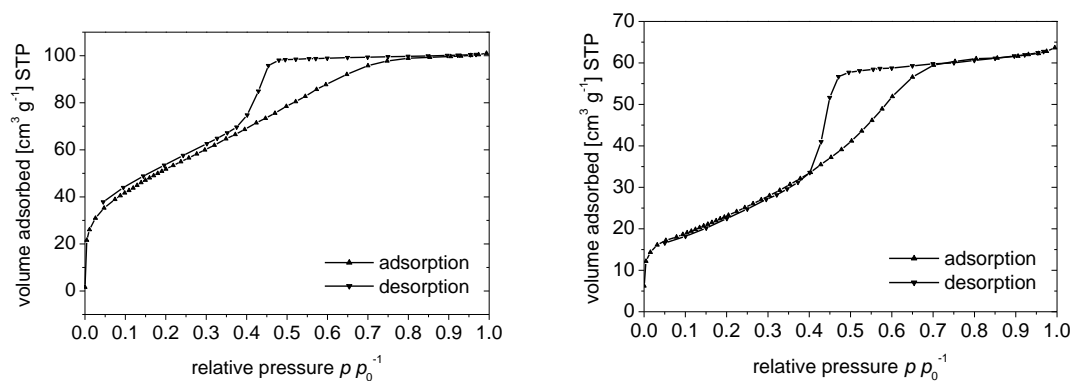 volume adsorbed [cm³ g⁻¹] STP
100
80
60
40
20
0
0.0 0.1 0.2 0.3 0.4 0.5 0.6 0.7 0.8 0.9 1.0
relative pressure p p₀⁻¹
adsorption
desorption
volume adsorbed [cm³ g⁻¹] STP
70
60
50
40
30
20
10
0
0.0 0.1 0.2 0.3 0.4 0.5 0.6 0.7 0.8 0.9 1.0
relative pressure p p₀⁻¹
adsorption
desorption